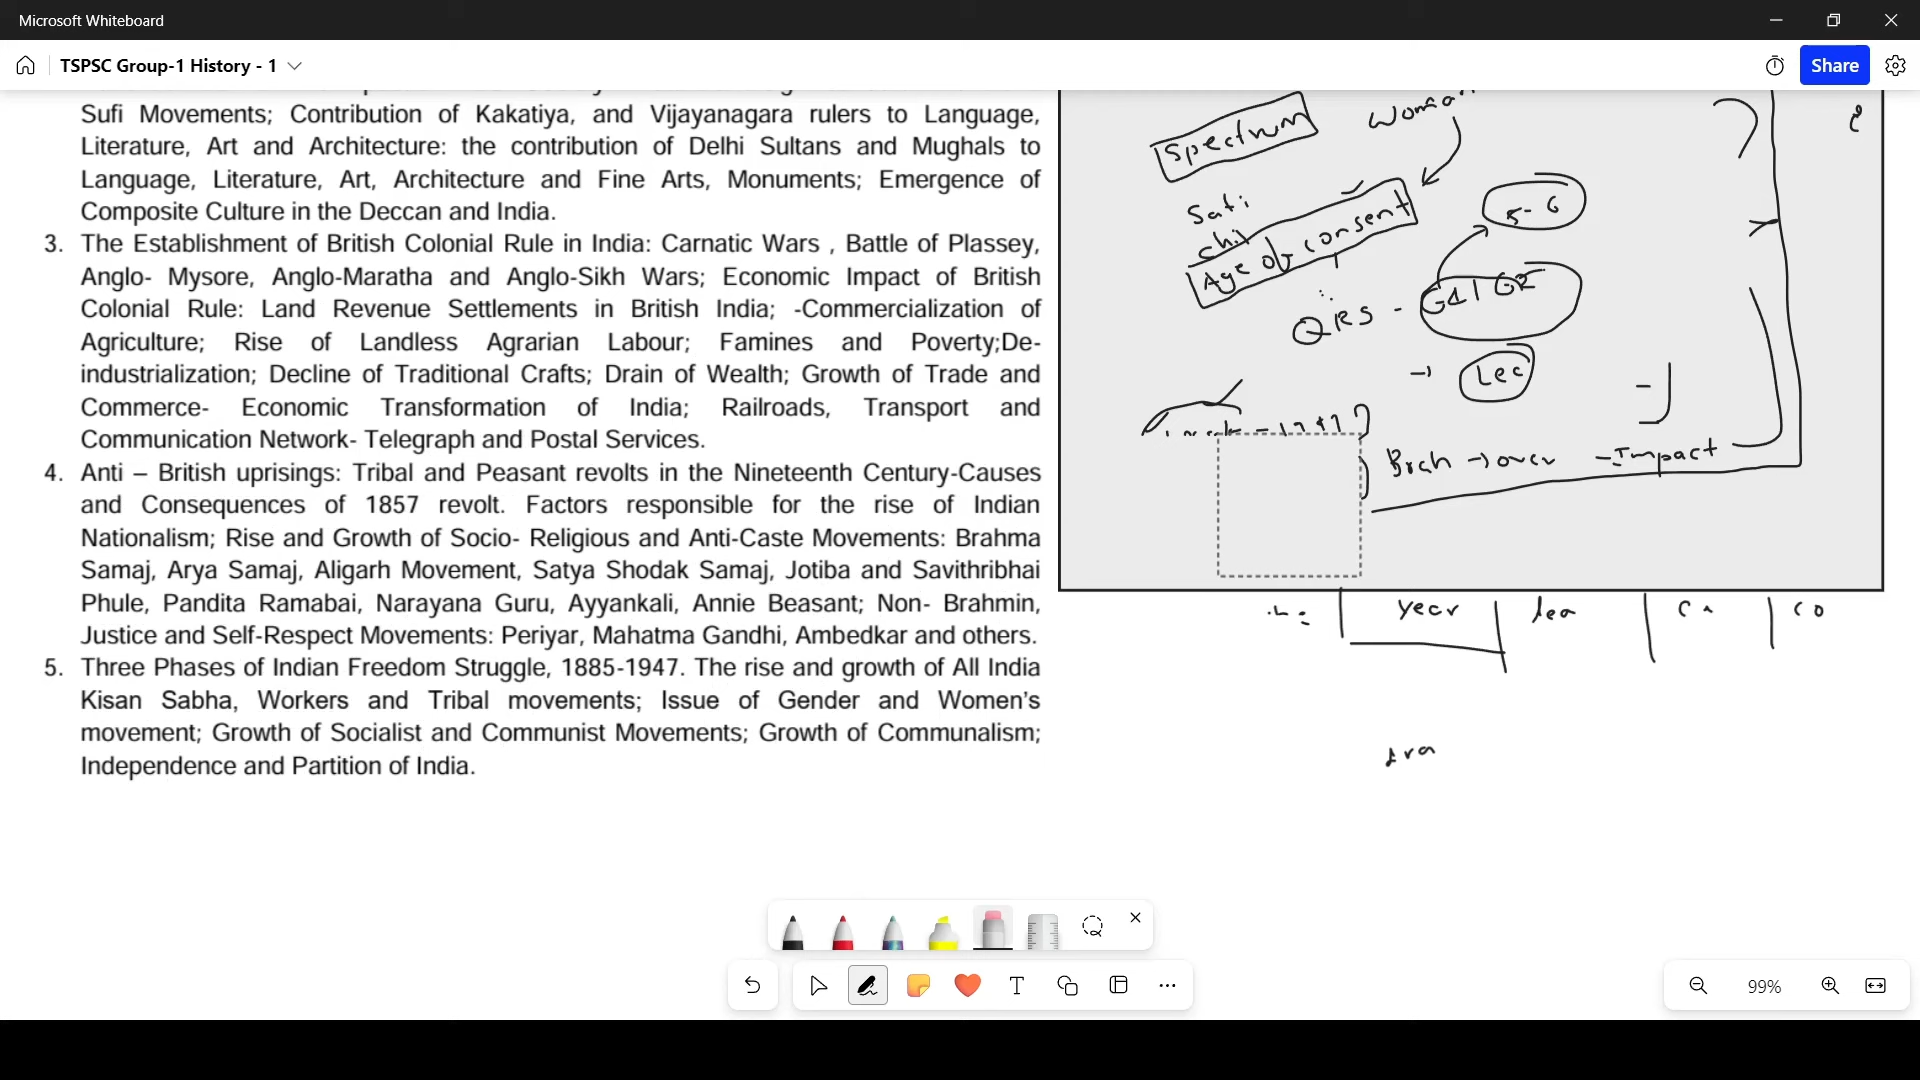 Microsoft Whiteboard
TSPSC Group-1 History - 1
Share
Sufi Movements; Contribution of Kakatiya, and Vijayanagara rulers to Language,
Literature, Art and Architecture: the contribution of Delhi Sultans and Mughals to
Language, Literature, Art, Architecture and Fine Arts, Monuments; Emergence of
Composite Culture in the Deccan and India.
3. The Establishment of British Colonial Rule in India: Carnatic Wars , Battle of Plassey,
Anglo- Mysore, Anglo-Maratha and Anglo-Sikh Wars; Economic Impact of British
Colonial Rule: Land Revenue Settlements in British India; -Commercialization of
Agriculture; Rise of Landless Agrarian Labour; Famines and Poverty;De-
industrialization; Decline of Traditional Crafts; Drain of Wealth; Growth of Trade and
Commerce- Economic Transformation of India; Railroads, Transport and
Communication Network- Telegraph and Postal Services.
4. Anti – British uprisings: Tribal and Peasant revolts in the Nineteenth Century-Causes
and Consequences of 1857 revolt. Factors responsible for the rise of Indian
Nationalism; Rise and Growth of Socio- Religious and Anti-Caste Movements: Brahma
Samaj, Arya Samaj, Aligarh Movement, Satya Shodak Samaj, Jotiba and Savithribhai
Phule, Pandita Ramabai, Narayana Guru, Ayyankali, Annie Beasant; Non- Brahmin,
Justice and Self-Respect Movements: Periyar, Mahatma Gandhi, Ambedkar and others.
5. Three Phases of Indian Freedom Struggle, 1885-1947. The rise and growth of All India
Kisan Sabha, Workers and Tribal movements; Issue of Gender and Women's
movement; Growth of Socialist and Communist Movements; Growth of Communalism;
Independence and Partition of India.
Woman
Spectrum
Sati
chil
Age of consent
5-6
QRS - G1 G2
→ Lec
→ over - Impact
year
lea
co
99%